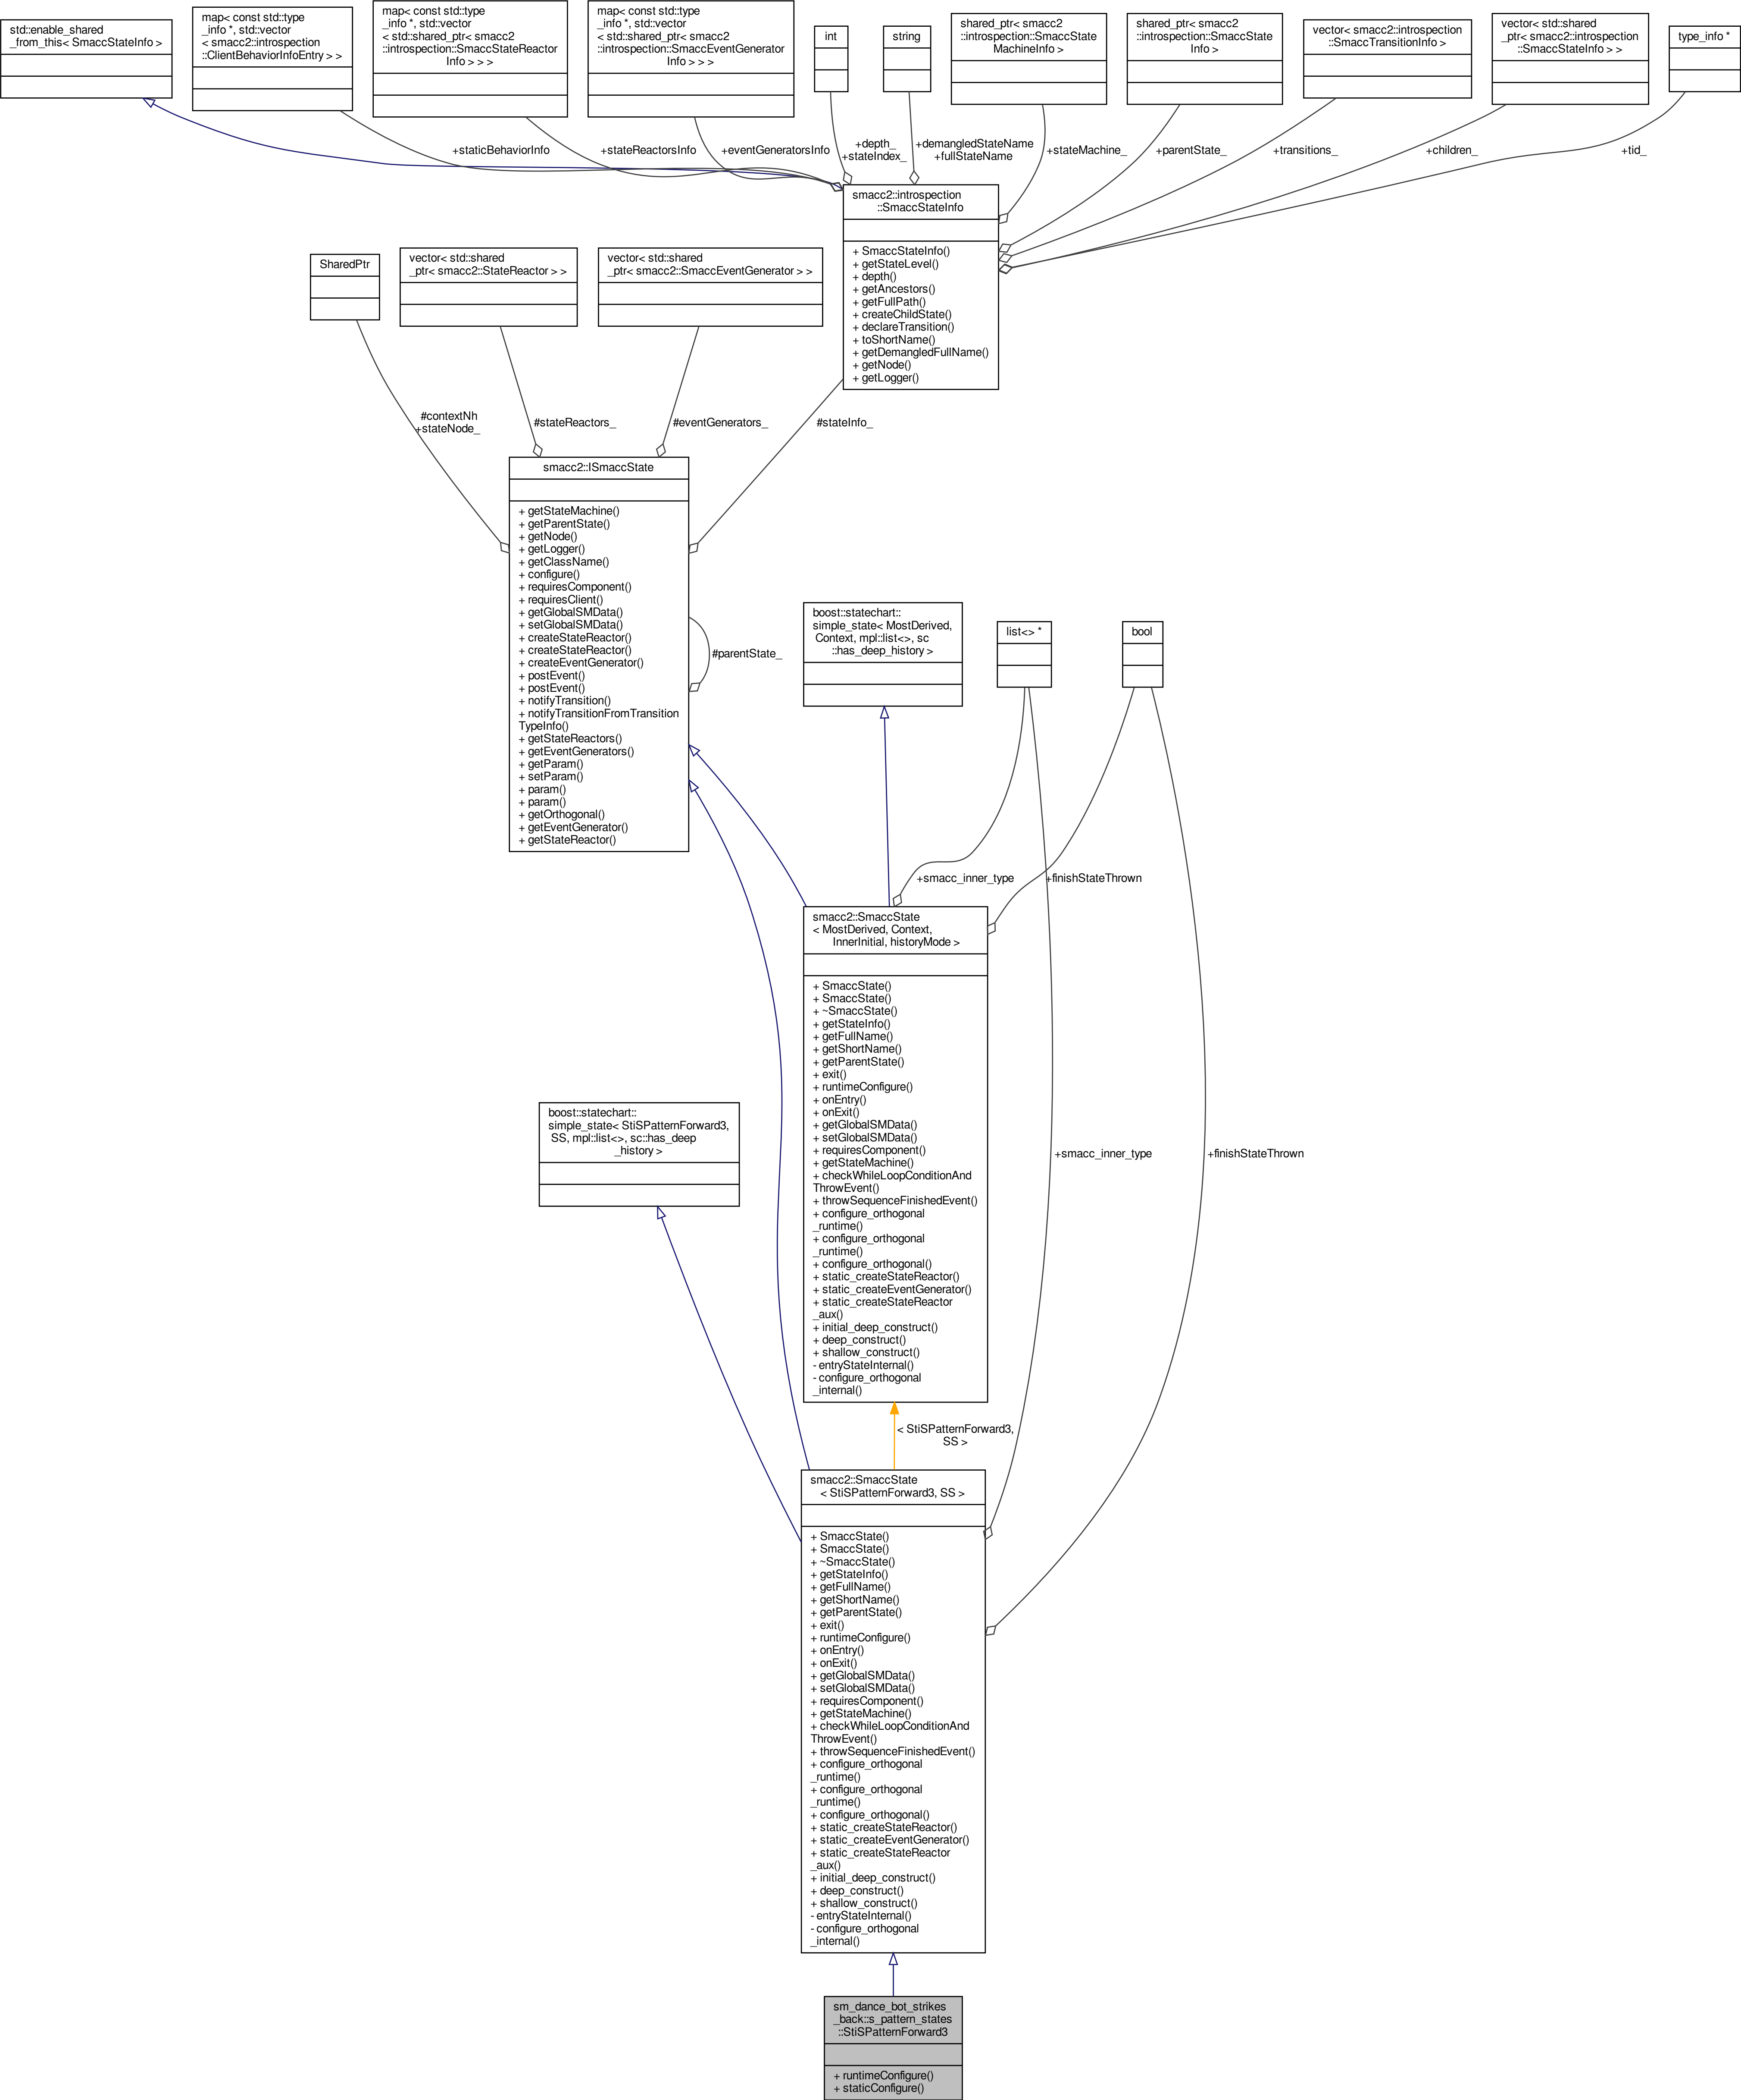 std::enable_shared
_from_this< SmaccStateInfo >
map< const std::type
_info *, std::vector
< smacc2::introspection
::ClientBehaviorInfoEntry > >
map< const std::type
_info *, std::vector
< std::shared_ptr< smacc2
::introspection::SmaccStateReactor
Info > > >
map< const std::type
_info *, std::vector
< std::shared_ptr< smacc2
::introspection::SmaccEventGenerator
Info > > >
int
string
shared_ptr< smacc2
::introspection::SmaccState
MachineInfo >
shared_ptr< smacc2
::introspection::SmaccState
Info >
vector< smacc2::introspection
::SmaccTransitionInfo >
vector< std::shared
_ptr< smacc2::introspection
::SmaccStateInfo > >
type_info *
+staticBehaviorInfo
+stateReactorsInfo
+eventGeneratorsInfo
+depth_
+stateIndex_
+demangledStateName
+fullStateName
+stateMachine_
+parentState_
+transitions_
+children_
+tid_
smacc2::introspection
::SmaccStateInfo
+ SmaccStateInfo()
+ getStateLevel()
+ depth()
+ getAncestors()
+ getFullPath()
+ createChildState()
+ declareTransition()
+ toShortName()
+ getDemangledFullName()
+ getNode()
+ getLogger()
SharedPtr
vector< std::shared
_ptr< smacc2::StateReactor > >
vector< std::shared
_ptr< smacc2::SmaccEventGenerator > >
#contextNh
+stateNode_
#stateReactors_
#eventGenerators_
#stateInfo_
smacc2::ISmaccState
+ getStateMachine()
+ getParentState()
+ getNode()
+ getLogger()
+ getClassName()
+ configure()
+ requiresComponent()
+ requiresClient()
+ getGlobalSMData()
+ setGlobalSMData()
+ createStateReactor()
+ createStateReactor()
+ createEventGenerator()
+ postEvent()
+ postEvent()
+ notifyTransition()
+ notifyTransitionFromTransition
TypeInfo()
+ getStateReactors()
+ getEventGenerators()
+ getParam()
+ setParam()
+ param()
+ param()
+ getOrthogonal()
+ getEventGenerator()
+ getStateReactor()
#parentState_
boost::statechart::
simple_state< MostDerived,
Context, mpl::list<>, sc
::has_deep_history >
list<> *
bool
+smacc_inner_type
+finishStateThrown
smacc2::SmaccState
< MostDerived, Context,
InnerInitial, historyMode >
+ SmaccState()
+ SmaccState()
+ ~SmaccState()
+ getStateInfo()
+ getFullName()
+ getShortName()
+ getParentState()
+ exit()
+ runtimeConfigure()
+ onEntry()
+ onExit()
+ getGlobalSMData()
+ setGlobalSMData()
+ requiresComponent()
+ getStateMachine()
+ checkWhileLoopConditionAnd
ThrowEvent()
+ throwSequenceFinishedEvent()
+ configure_orthogonal
_runtime()
+ configure_orthogonal
_runtime()
+ configure_orthogonal()
+ static_createStateReactor()
+ static_createEventGenerator()
+ static_createStateReactor
_aux()
+ initial_deep_construct()
+ deep_construct()
+ shallow_construct()
- entryStateInternal()
- configure_orthogonal
_internal()
boost::statechart::
simple_state< StiSPatternForward3,
SS, mpl::list<>, sc::has_deep
_history >
+smacc_inner_type
+finishStateThrown
< StiSPatternForward3,
SS >
smacc2::SmaccState
< StiSPatternForward3, SS >
+ SmaccState()
+ SmaccState()
+ ~SmaccState()
+ getStateInfo()
+ getFullName()
+ getShortName()
+ getParentState()
+ exit()
+ runtimeConfigure()
+ onEntry()
+ onExit()
+ getGlobalSMData()
+ setGlobalSMData()
+ requiresComponent()
+ getStateMachine()
+ checkWhileLoopConditionAnd
ThrowEvent()
+ throwSequenceFinishedEvent()
+ configure_orthogonal
_runtime()
+ configure_orthogonal
_runtime()
+ configure_orthogonal()
+ static_createStateReactor()
+ static_createEventGenerator()
+ static_createStateReactor
_aux()
+ initial_deep_construct()
+ deep_construct()
+ shallow_construct()
- entryStateInternal()
- configure_orthogonal
_internal()
sm_dance_bot_strikes
_back::s_pattern_states
::StiSPatternForward3
+ runtimeConfigure()
+ staticConfigure()